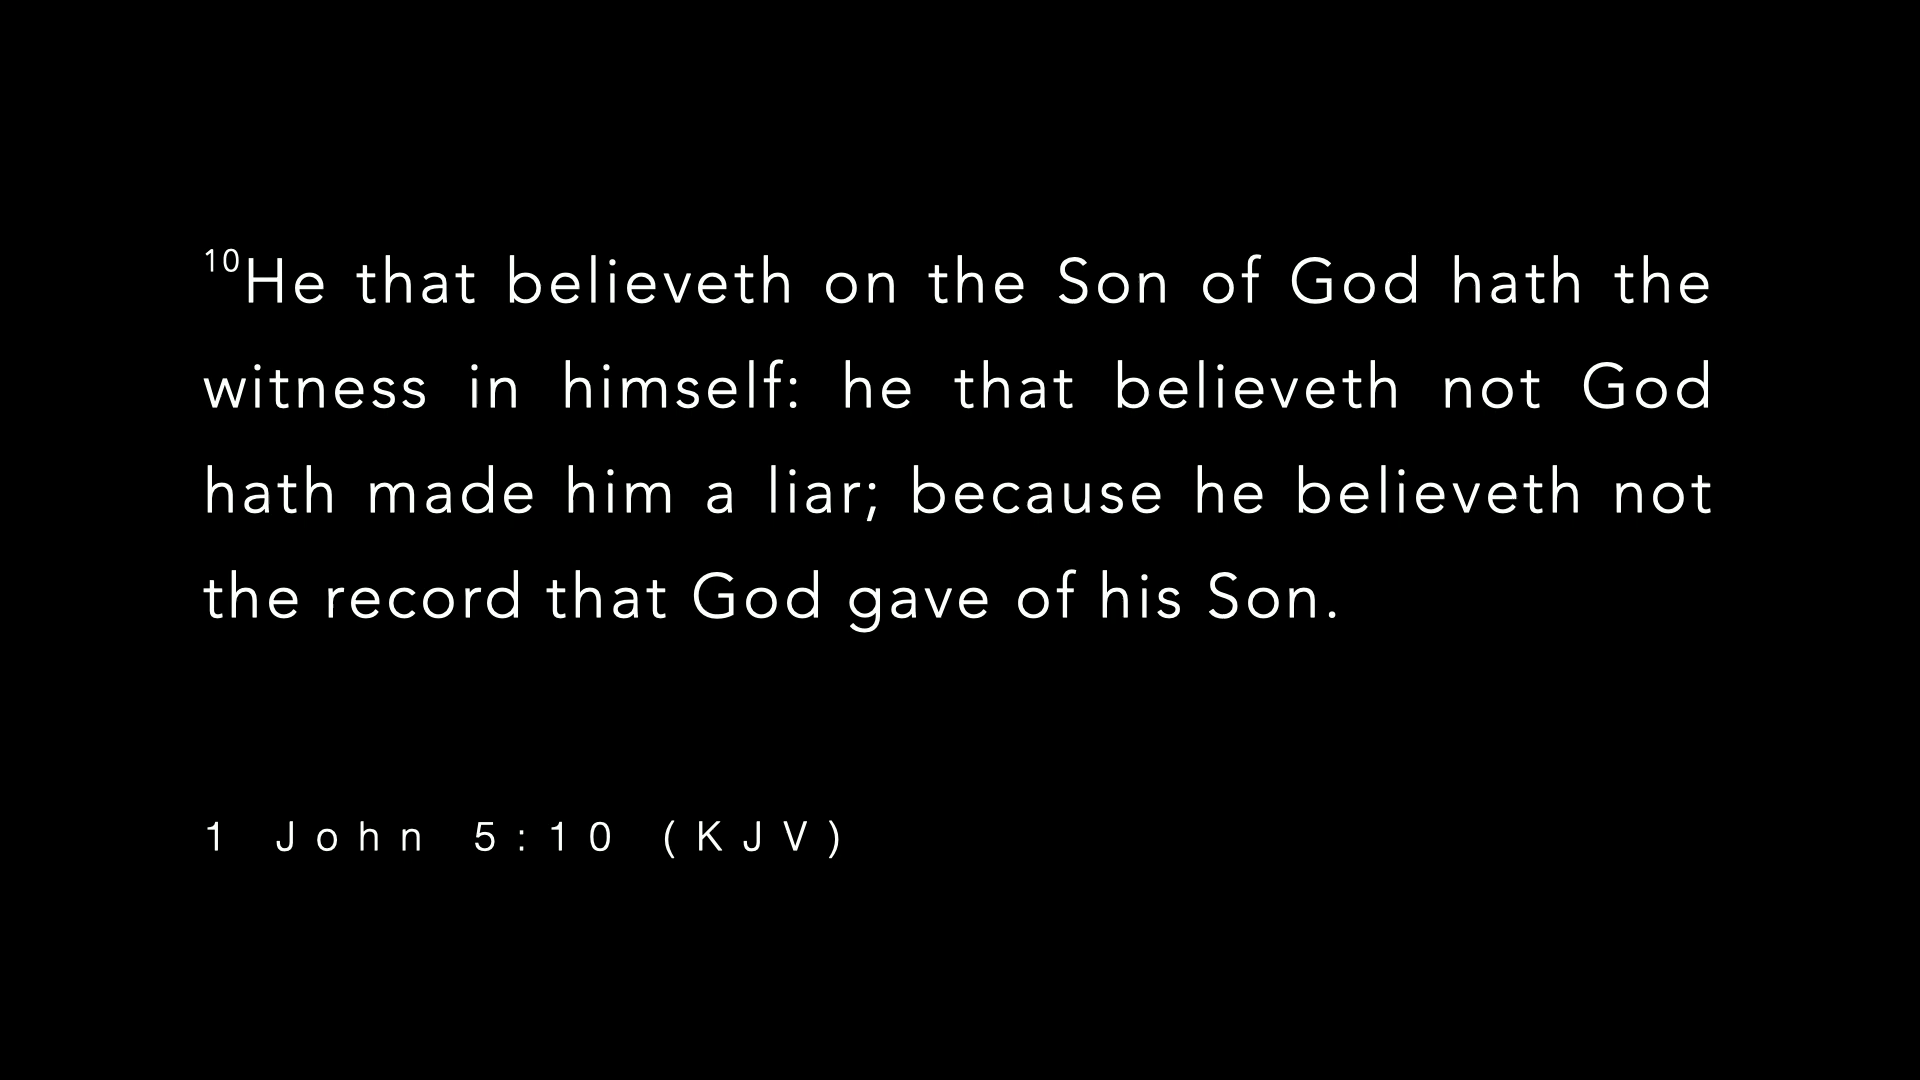 10He that believeth on the Son of God hath the
witness in himself: he that believeth not God
hath made him a liar; because he believeth not
the record that God gave of his Son.
1 John 5:10 (KJV)